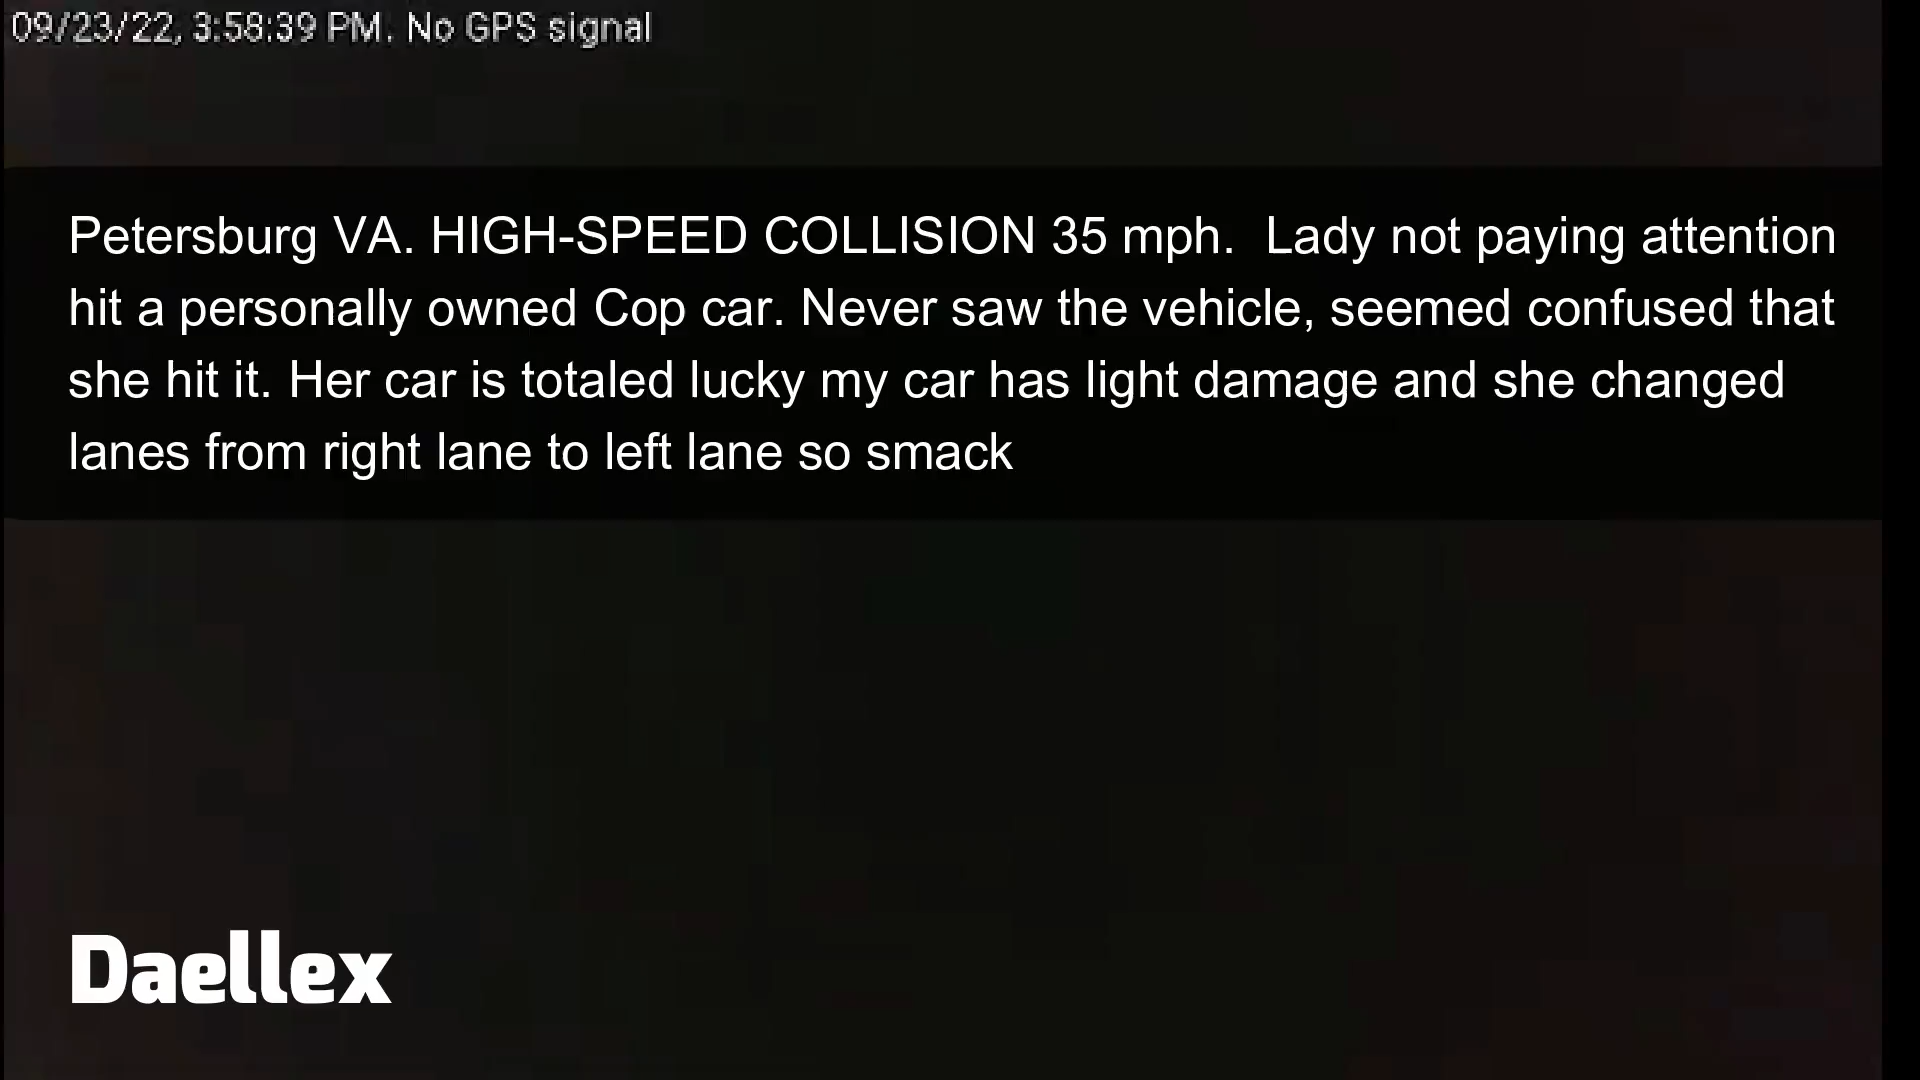 09/23/22, 3:58:39 PM. No GPS signal
Petersburg VA. HIGH-SPEED COLLISION 35 mph.  Lady not paying attention
hit a personally owned Cop car. Never saw the vehicle, seemed confused that
she hit it. Her car is totaled lucky my car has light damage and she changed
lanes from right lane to left lane so smack
Daellex